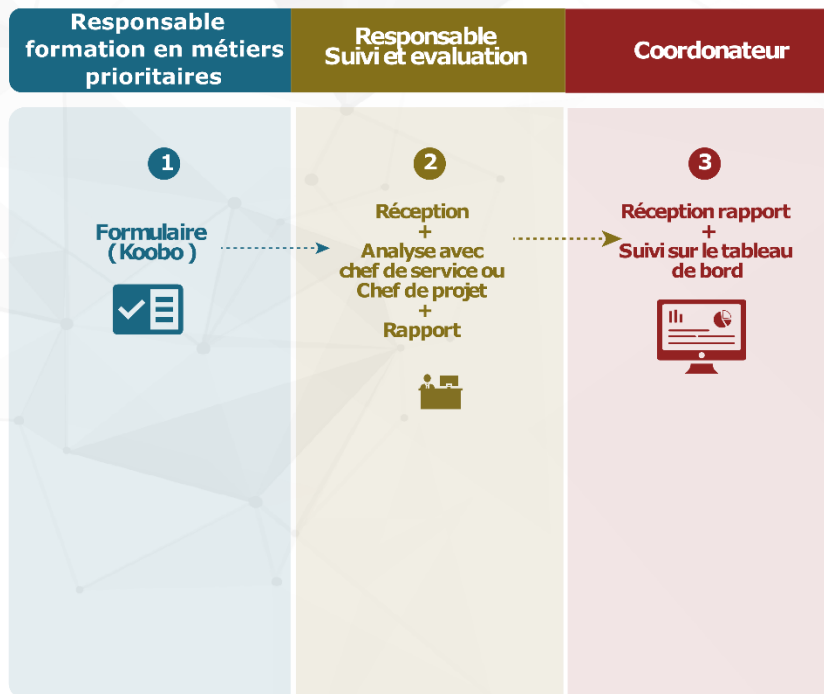 Responsable
formation en métiers
prioritaires
Responsable
Suivi et evaluation
Coordonateur
1
Formulaire
( Koobo )
2
Réception
+
Analyse avec
chef de service ou
Chef de projet
+
Rapport
3
Réception rapport
+
Suivi sur le tableau
de bord